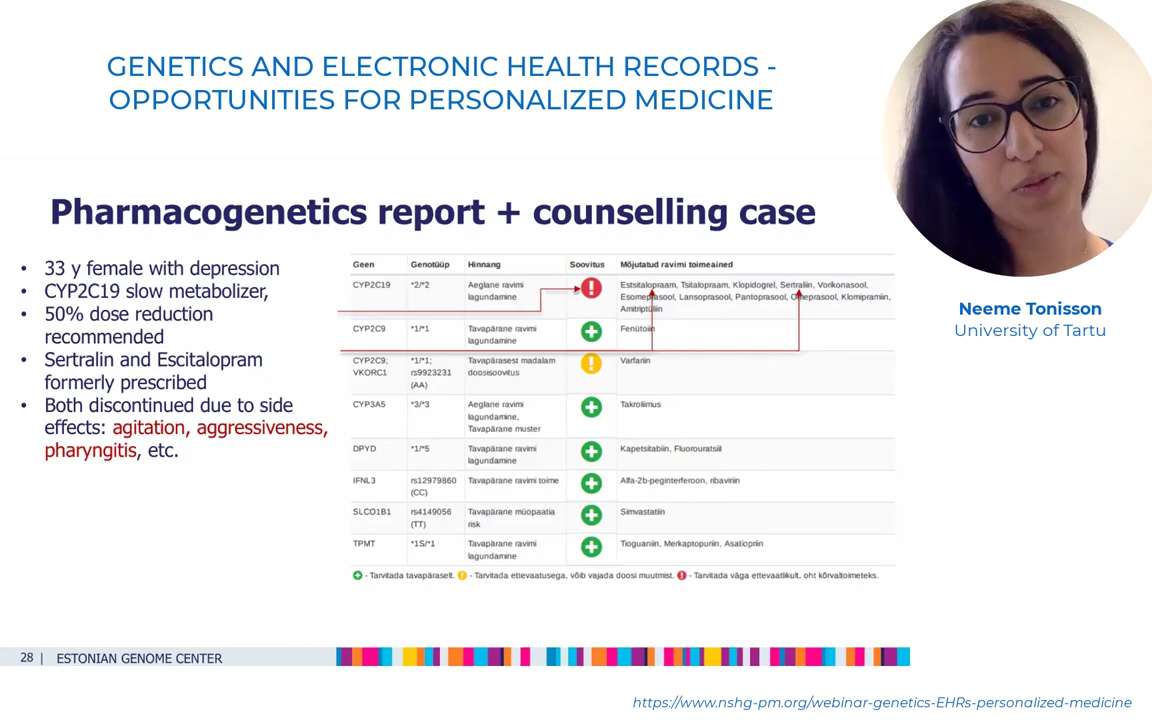 GENETICS AND ELECTRONIC HEALTH RECORDS -
OPPORTUNITIES FOR PERSONALIZED MEDICINE
Pharmacogenetics report + counselling case
• 33 y female with depression
• CYP2C19 slow metabolizer,
• 50% dose reduction
recommended
• Sertralin and Escitalopram
formerly prescribed
• Both discontinued due to side
effects: agitation, aggressiveness,
pharyngitis, etc.
Geen Genotüüp Hinnang Soovitus Mõjutatud ravimi toimeained
CYP2C19 *2/*2 Aeglane ravimi lagundamine Estsitalopraam, Tsitalopraam, Klopidogrel, Sertraliin, Vorikonasool,
Esomeprasool, Lansoprasool, Pantoprasool, Omeprasool, Klomipramiin,
Amitriptüliin
CYP2C9 *1/*1 Tavapärane ravimi Fenütoiin
lagundamine
CYP2C9; *1/*1; Tavapärasest madalam Varfariin
VKORC1 rs9923231 doosisoovitus
(AA)
CYP3A5 *3/*3 Aeglane ravimi Takroliimus
lagundamine,
Tavapärane muster
DPYD *1/*5 Tavapärane ravimi Kapetsitabiin, Fluorouratsiil
lagundamine
IFNL3 rs12979860 Tavapärane ravimi toime Alfa-2b-peginterferoon, ribaviriin
(CC)
SLCO1B1 rs4149056 Tavapärane müopaatia Simvastatiin
(TT) risk
TPMT *1S/*1 Tavapärane ravimi Tioguaniin, Merkaptopuriin, Asatiopriin
lagundamine
- Tarvitada tavapäraselt. - Tarvitada ettevaatusega, võib vajada doosi muutmist. - Tarvitada väga ettevaatlikult, oht kõrvaltoimeteks.
28 | ESTONIAN GENOME CENTER
Neeme Tonisson
University of Tartu
https://www.nshg-pm.org/webinar-genetics-EHRs-personalized-medicine